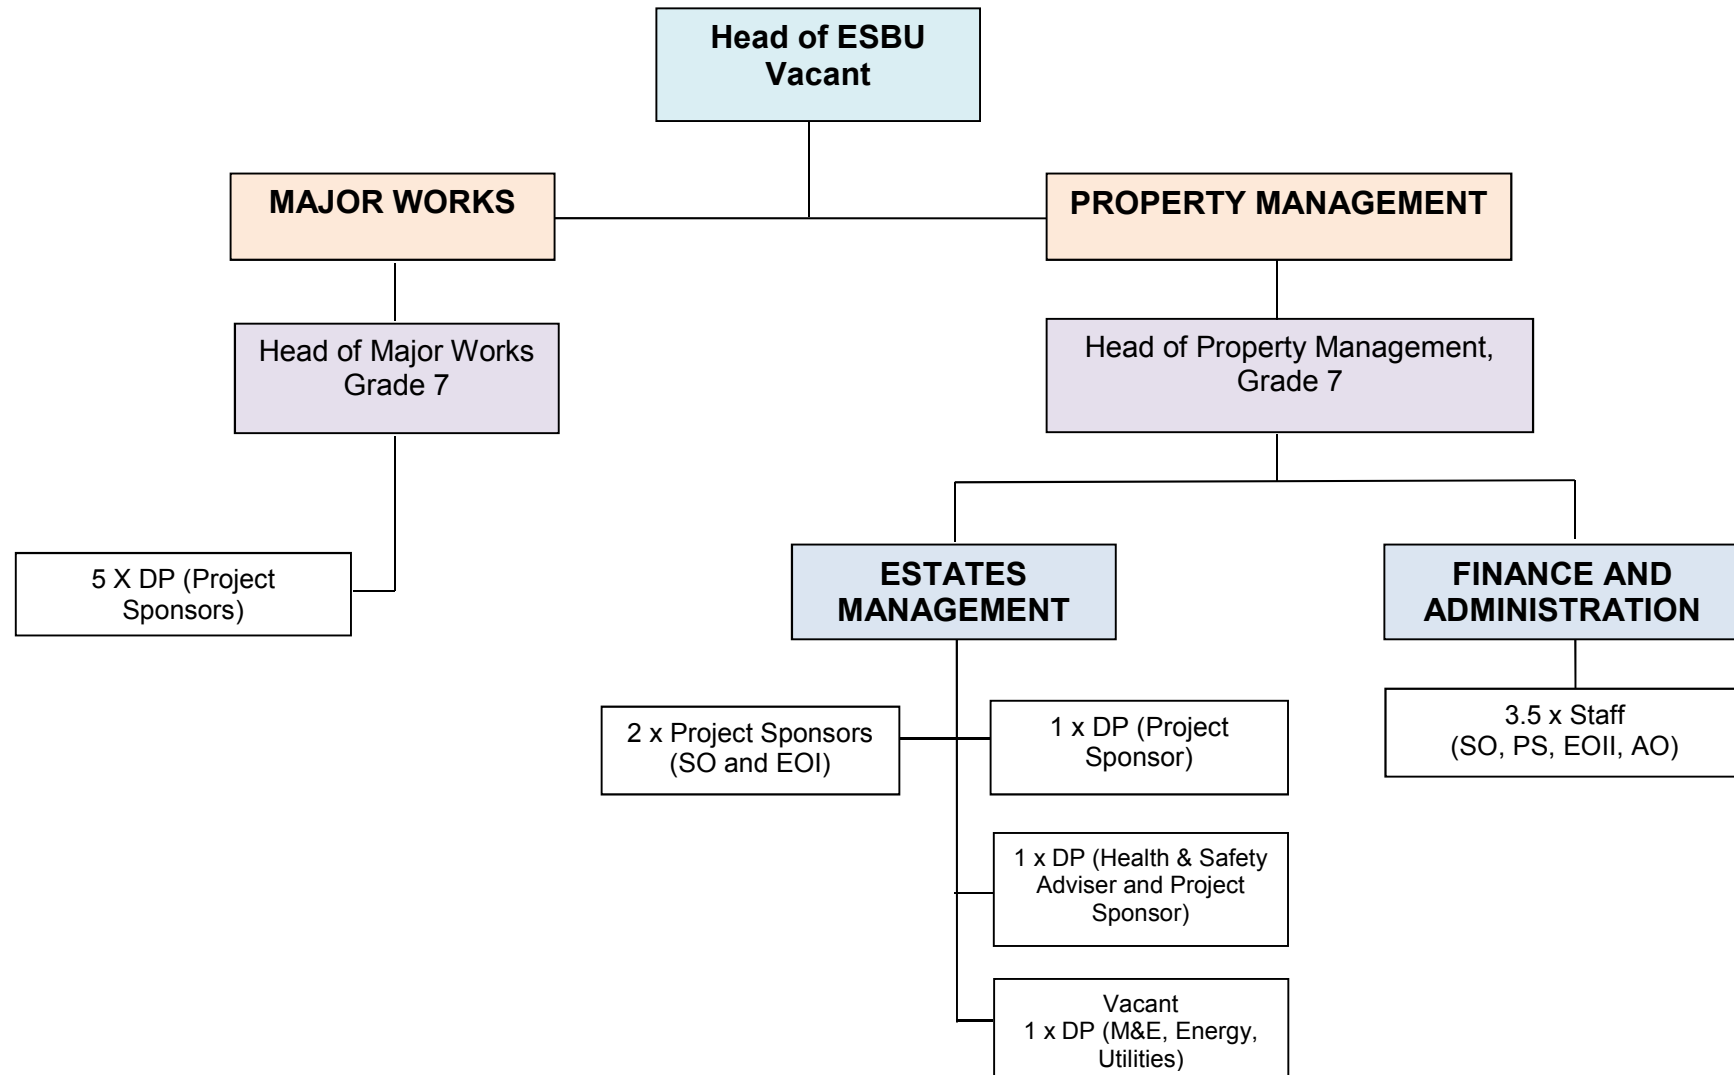 Head of ESBU
Vacant
MAJOR WORKS
PROPERTY MANAGEMENT
Head of Major Works
Grade 7
Head of Property Management,
Grade 7
5 X DP (Project
Sponsors)
ESTATES
MANAGEMENT
FINANCE AND
ADMINISTRATION
2 x Project Sponsors
(SO and EOI)
1 x DP (Project
Sponsor)
3.5 x Staff
(SO, PS, EOII, AO)
1 x DP (Health & Safety
Adviser and Project
Sponsor)
Vacant
1 x DP (M&E, Energy,
Utilities)